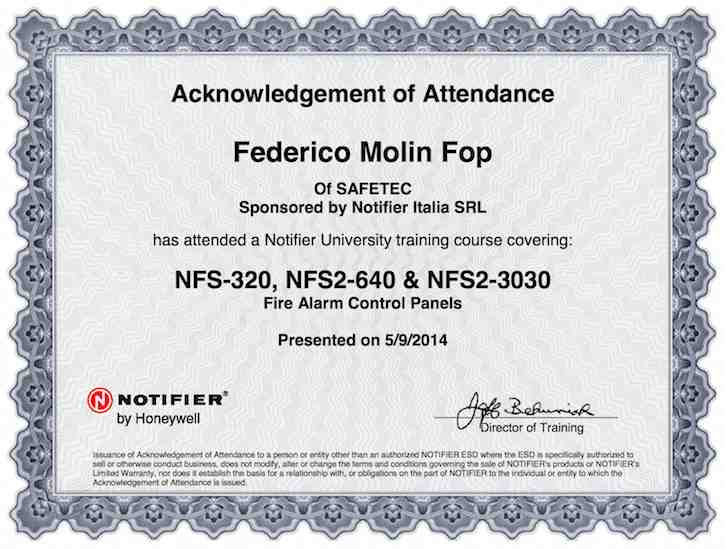 Acknowledgement of Attendance
Federico Molin Fop
Of SAFETEC
Sponsored by Notifier Italia SRL
has attended a Notifier University training course covering:
NFS-320, NFS2-640 & NFS2-3030
Fire Alarm Control Panels
Presented on 5/9/2014
N NOTIFIER®
by Honeywell
Director of Training
Issuance of Acknowledgement of Attendance to a person or entity other than an authorized NOTIFIER ESD where the ESD is specifically authorized to
sell or otherwise conduct business, does not modify, alter or change the terms and conditions governing the sale of NOTIFIER's products or NOTIFIER's
Limited Warranty, nor does it establish the basis for a relationship with, or obligations on the part of NOTIFIER to the individual or entity to which the
Acknowledgement of Attendance is issued.